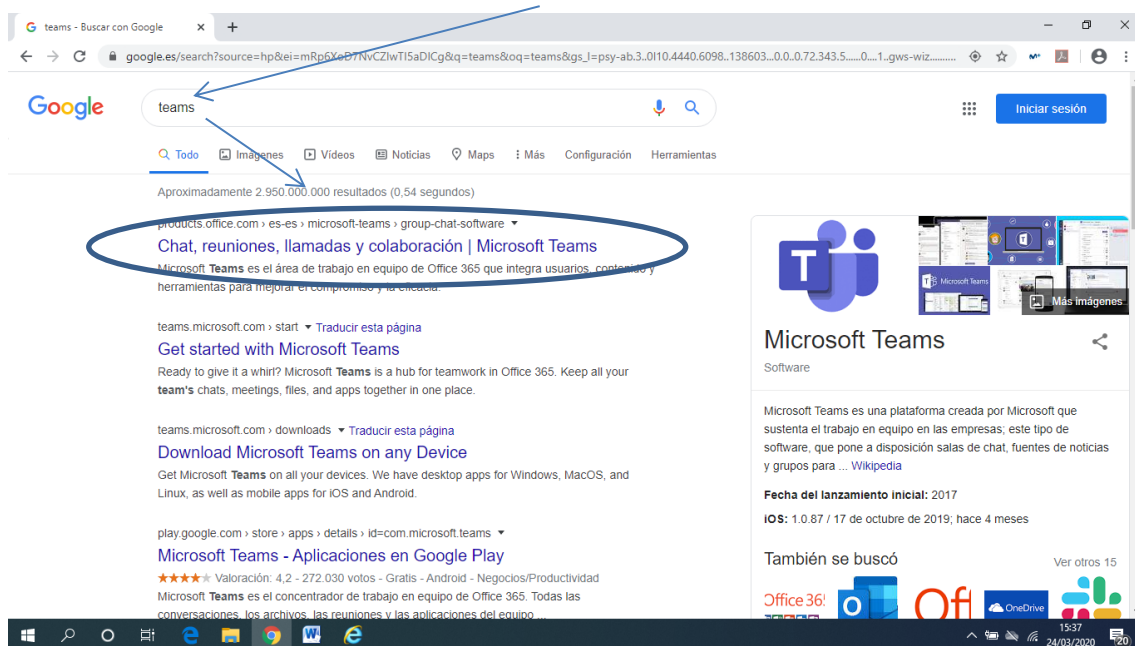 teams - Buscar con Google
google.es/search?source=hp&ei=mRp6XeD7NvCZlwTI5aDICg&q=teams&oq=teams&gs_l=psy-ab.3..0l10.4440.6098..138603...0.0..0.72.343.5......0....1..gws-wiz..........
Google
teams
Iniciar sesión
Todo Imágenes Vídeos Noticias Maps Más Configuración Herramientas
Aproximadamente 2.950.000.000 resultados (0,54 segundos)
products.office.com › es-es › microsoft-teams › group-chat-software
Chat, reuniones, llamadas y colaboración | Microsoft Teams
Microsoft Teams es el área de trabajo en equipo de Office 365 que integra usuarios, contenido y
herramientas para mejorar el compromiso y la eficacia.
teams.microsoft.com › start Traducir esta página
Get started with Microsoft Teams
Ready to give it a whirl? Microsoft Teams is a hub for teamwork in Office 365. Keep all your
team's chats, meetings, files, and apps together in one place.
teams.microsoft.com › downloads Traducir esta página
Download Microsoft Teams on any Device
Get Microsoft Teams on all your devices. We have desktop apps for Windows, MacOS, and
Linux, as well as mobile apps for iOS and Android.
play.google.com › store › apps › details › id=com.microsoft.teams
Microsoft Teams - Aplicaciones en Google Play
Valoración: 4,2 - 272.030 votos - Gratis - Android - Negocios/Productividad
Microsoft Teams es el concentrador de trabajo en equipo de Office 365. Todas las
conversaciones, los archivos, las reuniones y las aplicaciones del equipo ...
T
Microsoft Teams
Más imágenes
Microsoft Teams
Software
Microsoft Teams es una plataforma creada por Microsoft que
sustenta el trabajo en equipo en las empresas; este tipo de
software, que pone a disposición salas de chat, fuentes de noticias
y grupos para ... Wikipedia
Fecha del lanzamiento inicial: 2017
iOS: 1.0.87 / 17 de octubre de 2019; hace 4 meses
También se buscó
Ver otros 15
Office 365
OneDrive
15:37
24/03/2020
20